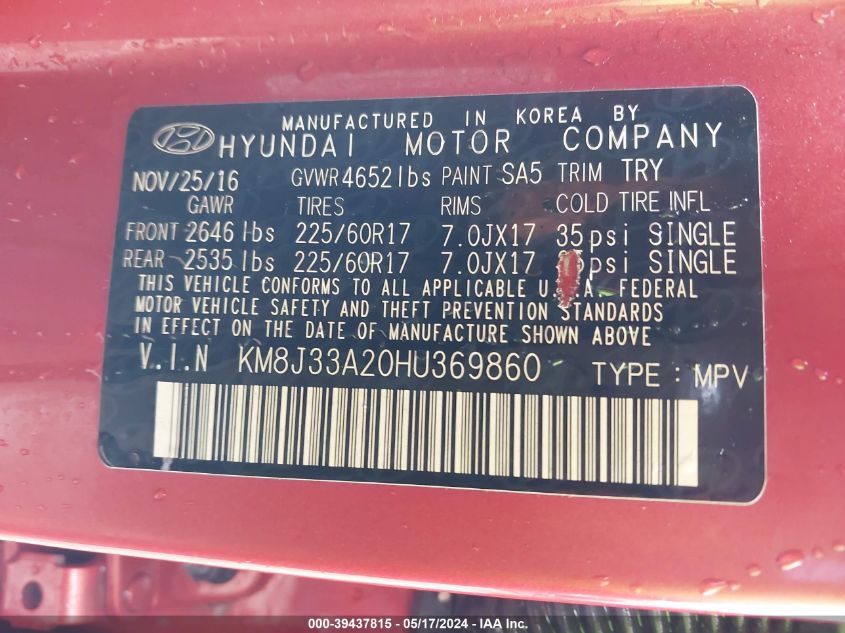 MANUFACTURED IN KOREA BY
HYUNDAI MOTOR COMPANY
NOV/25/16 GVWR 4652 lbs PAINT SA5 TRIM TRY
GAWR TIRES RIMS COLD TIRE INFL
FRONT 2646 lbs 225/60R17 7.0JX17 35 psi SINGLE
REAR 2535 lbs 225/60R17 7.0JX17 psi SINGLE
THIS VEHICLE CONFORMS TO ALL APPLICABLE U.S.A. FEDERAL
MOTOR VEHICLE SAFETY AND THEFT PREVENTION STANDARDS
IN EFFECT ON THE DATE OF MANUFACTURE SHOWN ABOVE
V.I.N KM8J33A20HU369860 TYPE : MPV
000-39437815 / 05/17/2024 / IAA Inc.